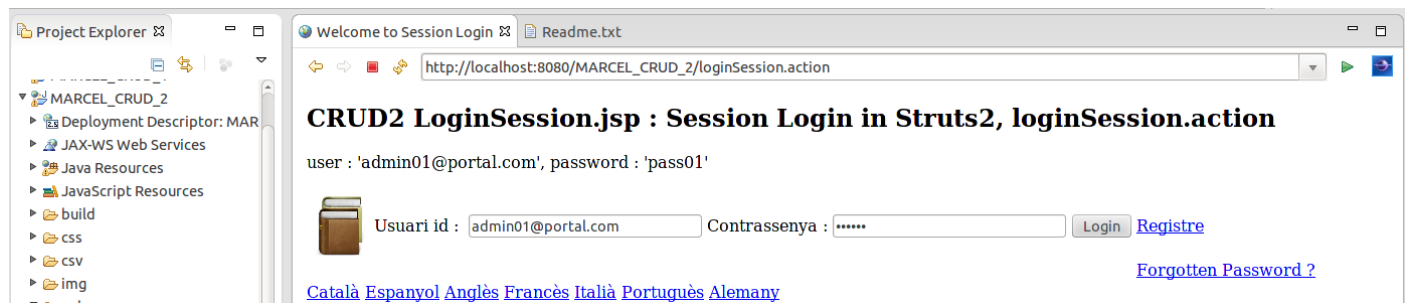 Project Explorer
MARCEL_CRUD_2
Deployment Descriptor: MAR
JAX-WS Web Services
Java Resources
JavaScript Resources
build
css
csv
img
Welcome to Session Login Readme.txt
http://localhost:8080/MARCEL_CRUD_2/loginSession.action
CRUD2 LoginSession.jsp : Session Login in Struts2, loginSession.action
user : 'admin01@portal.com', password : 'pass01'
Usuari id : admin01@portal.com Contrassenya : •••••• Login Registre
Forgotten Password ?
Català Espanyol Anglès Francès Italià Portuguès Alemany